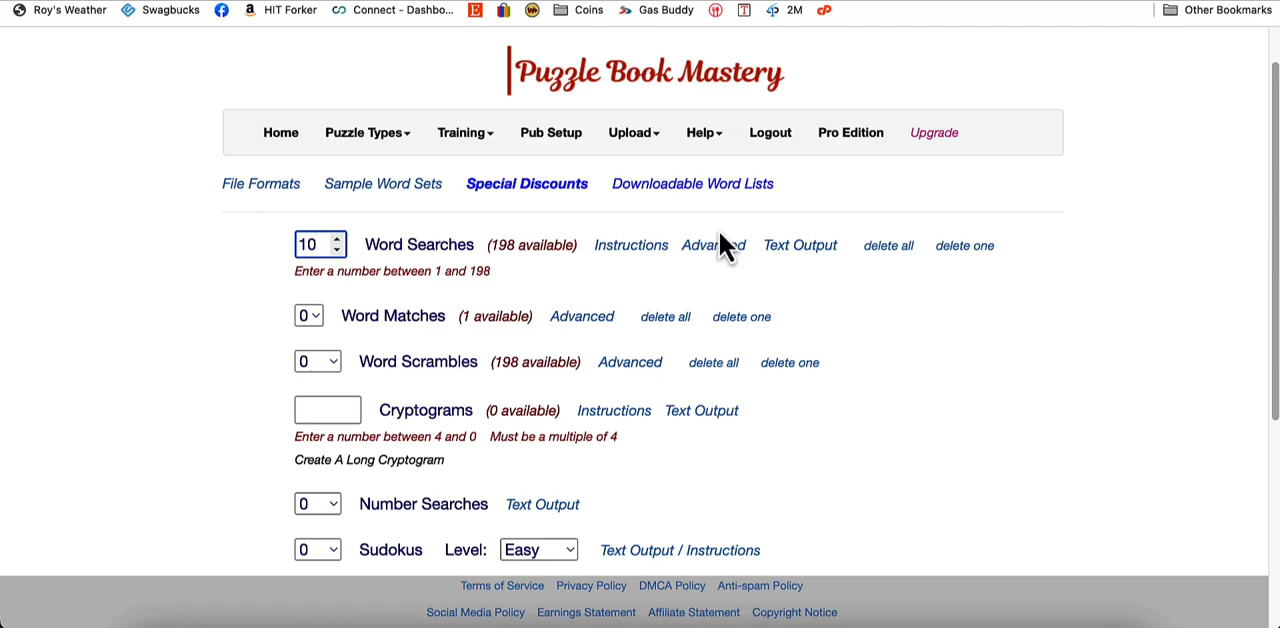 Roy's Weather Swagbucks HIT Forker Connect - Dashbo... Coins Gas Buddy 2M Other Bookmarks
Puzzle Book Mastery
Home Puzzle Types Training Pub Setup Upload Help Logout Pro Edition Upgrade
File Formats Sample Word Sets Special Discounts Downloadable Word Lists
10 Word Searches (198 available) Instructions Advanced Text Output delete all delete one
Enter a number between 1 and 198
0 Word Matches (1 available) Advanced delete all delete one
0 Word Scrambles (198 available) Advanced delete all delete one
Cryptograms (0 available) Instructions Text Output
Enter a number between 4 and 0 Must be a multiple of 4
Create A Long Cryptogram
0 Number Searches Text Output
0 Sudokus Level: Easy Text Output / Instructions
Terms of Service Privacy Policy DMCA Policy Anti-spam Policy
Social Media Policy Earnings Statement Affiliate Statement Copyright Notice